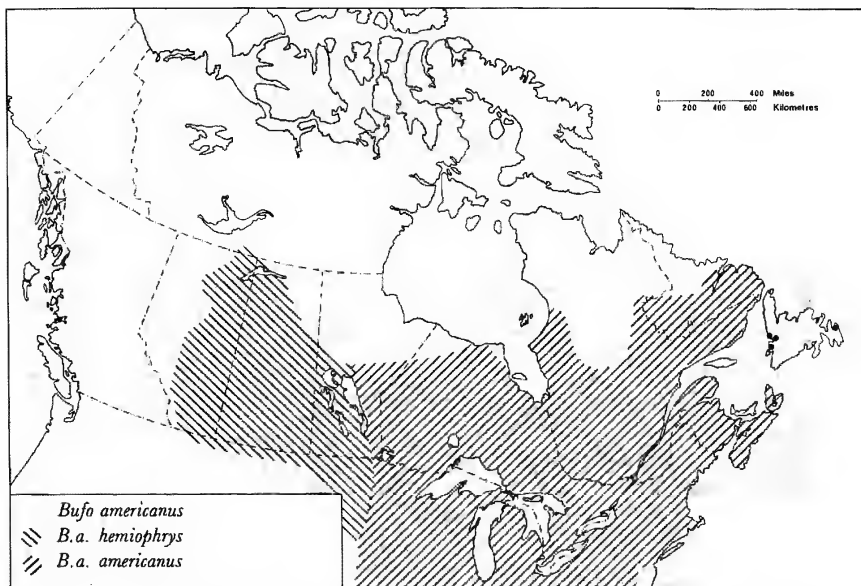 0 200 400 Miles
0 200 400 600 Kilometres
Bufo americanus
B.a. hemiophrys
B.a. americanus